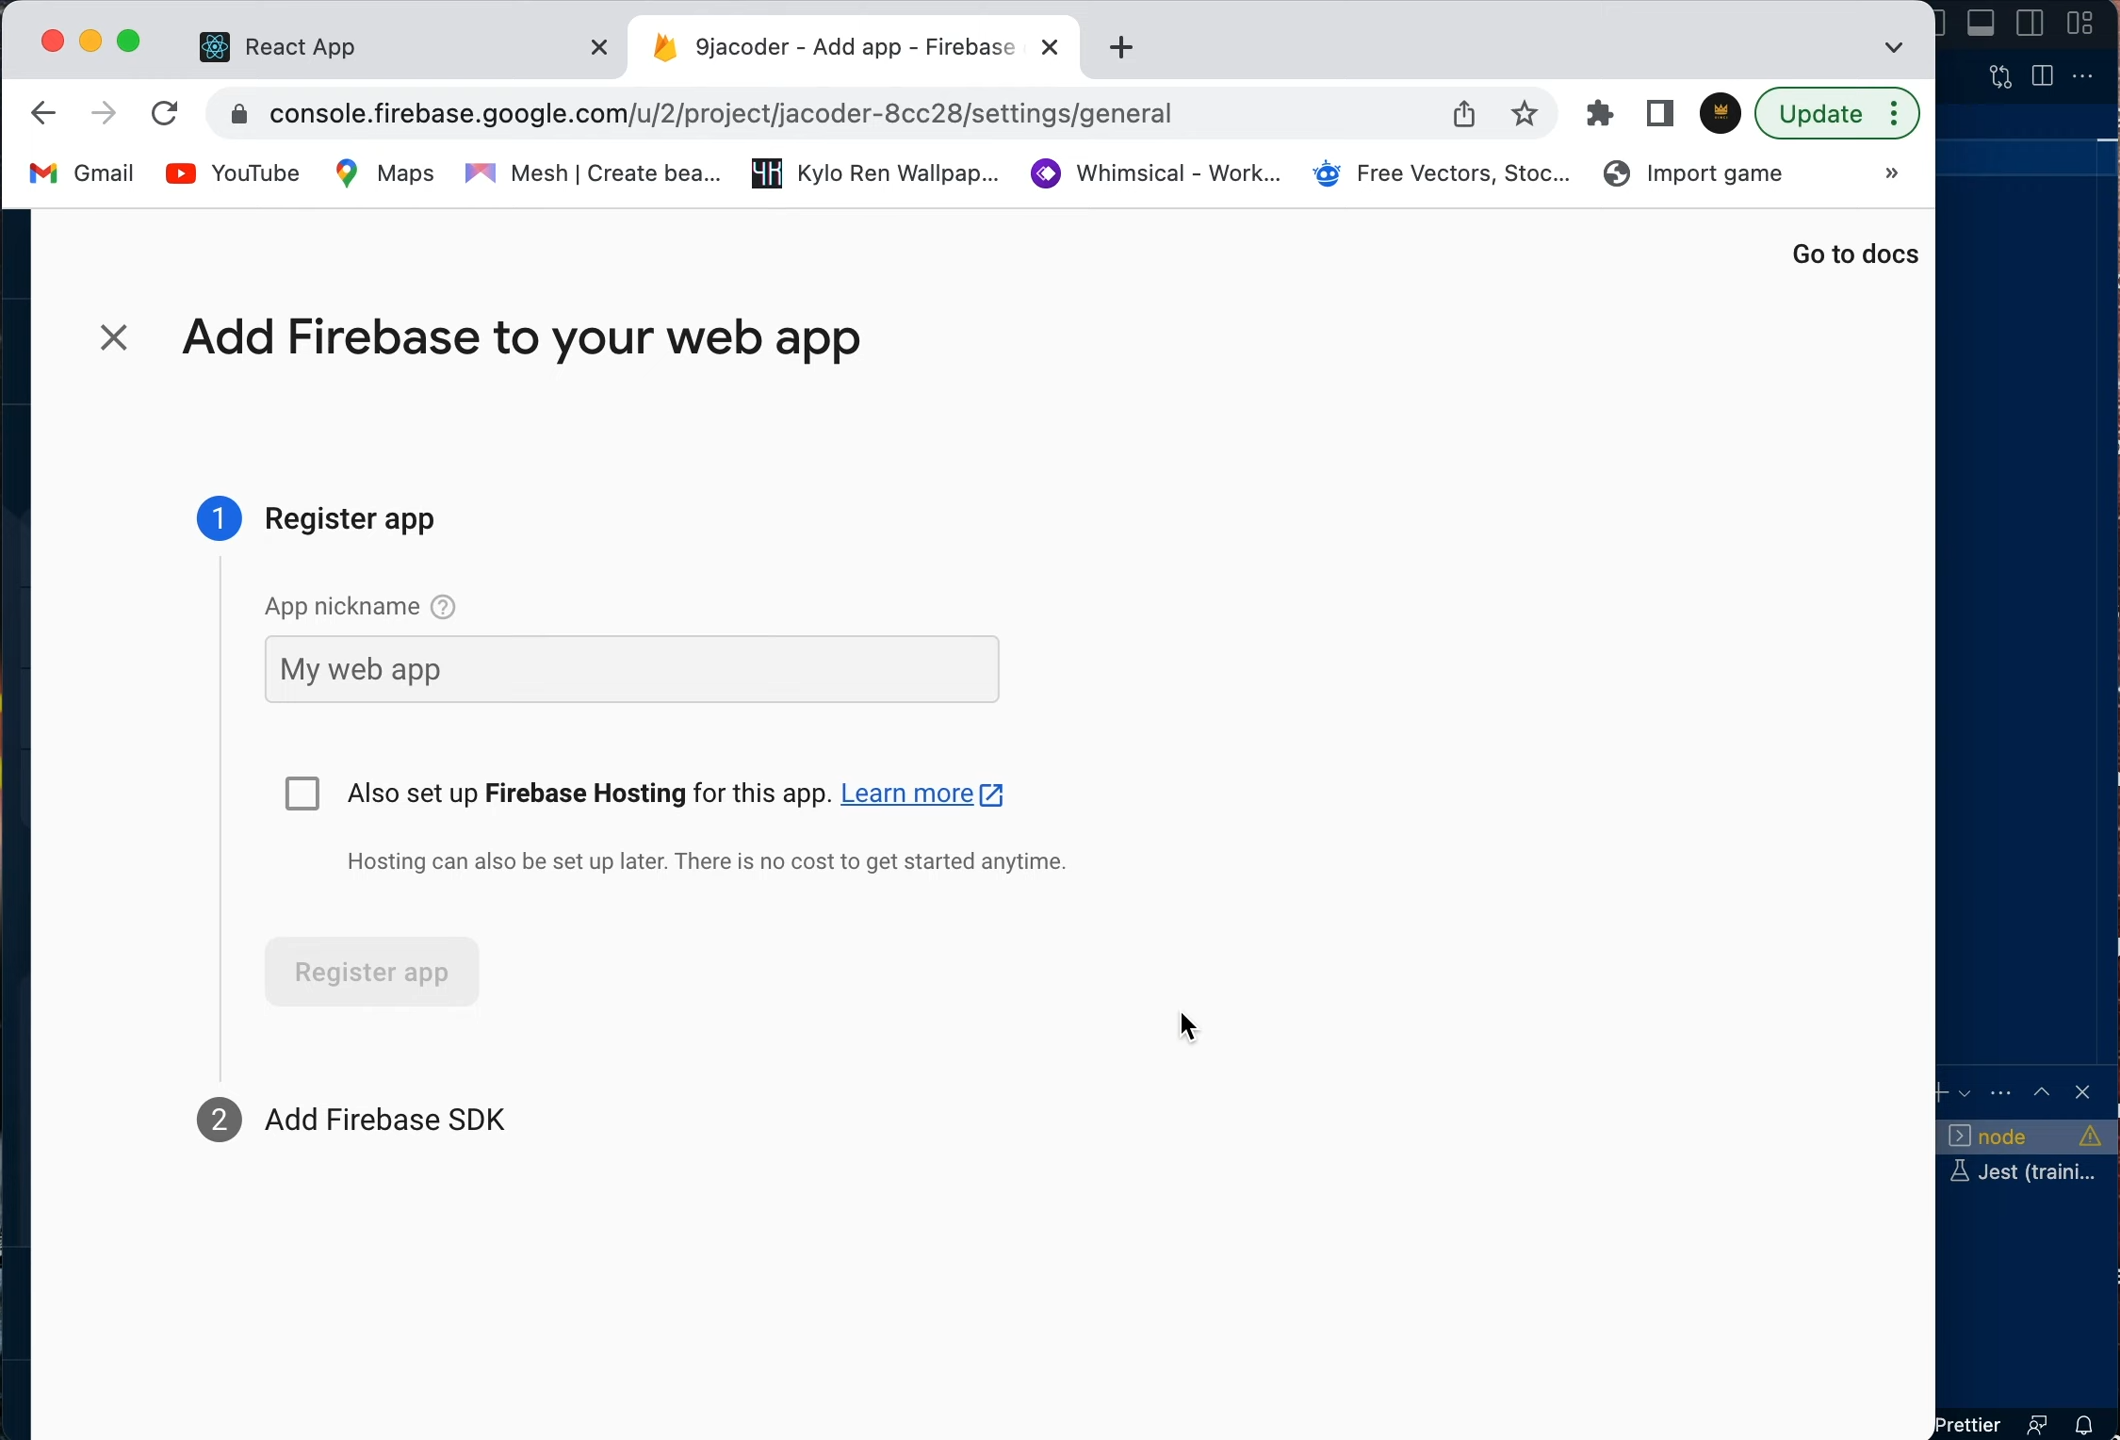 React App
9jacoder - Add app - Firebase
console.firebase.google.com/u/2/project/jacoder-8cc28/settings/general
Update
Gmail
YouTube
Maps
Mesh | Create bea...
Kylo Ren Wallpap...
Whimsical - Work...
Free Vectors, Stoc...
Import game
»
Go to docs
Add Firebase to your web app
1 Register app
App nickname
My web app
Also set up Firebase Hosting for this app. Learn more
Hosting can also be set up later. There is no cost to get started anytime.
Register app
2 Add Firebase SDK
node
Jest (traini...
Prettier